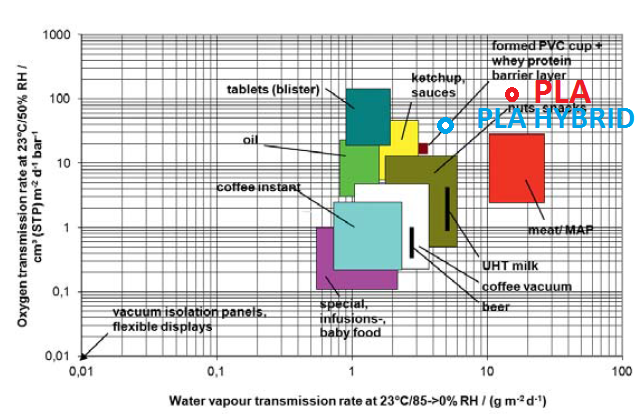 1000
100
10
1
0,1
0,01
Oxygen transmission rate at 23°C/50% RH /
cm³ (STP) m⁻² d⁻¹ bar⁻¹
formed PVC cup +
whey protein
barrier layer
ketchup,
sauces
tablets (blister)
PLA
nuts, snacks
PLA HYBRID
oil
coffee instant
meat/ MAP
UHT milk
coffee vacuum
beer
special,
infusions-,
baby food
vacuum isolation panels,
flexible displays
0,01
0,1
1
10
100
Water vapour transmission rate at 23°C/85->0% RH / (g m⁻² d⁻¹)